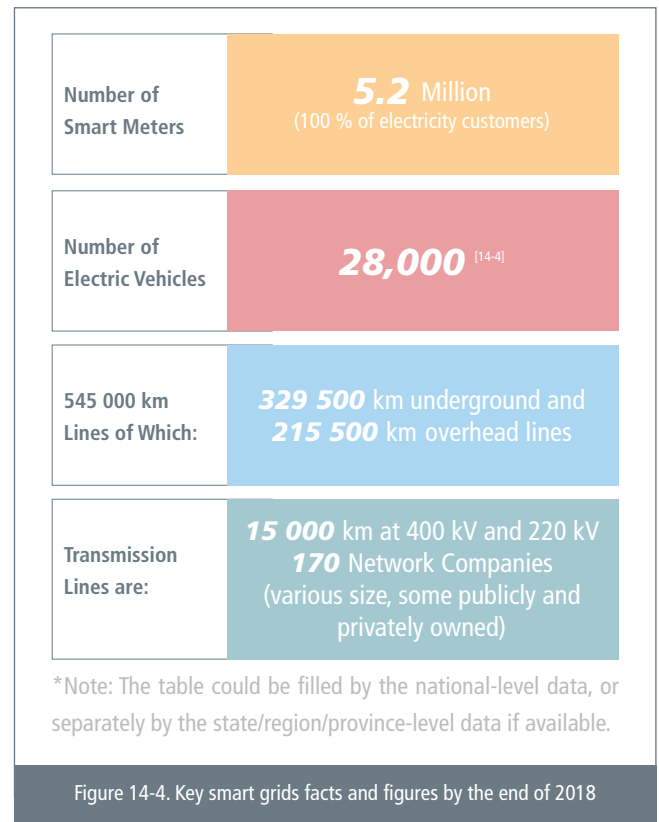 Number of
Smart Meters
5.2 Million
(100 % of electricity customers)
Number of
Electric Vehicles
28,000 [14-4]
545 000 km
Lines of Which:
329 500 km underground and
215 500 km overhead lines
Transmission
Lines are:
15 000 km at 400 kV and 220 kV
170 Network Companies
(various size, some publicly and
privately owned)
*Note: The table could be filled by the national-level data, or
separately by the state/region/province-level data if available.
Figure 14-4. Key smart grids facts and figures by the end of 2018